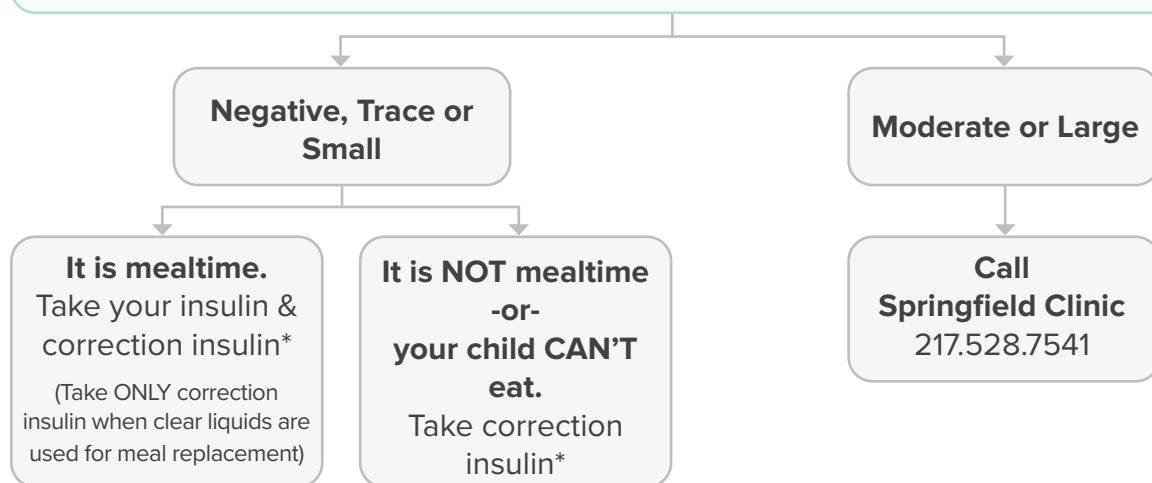 Negative, Trace or
Small
Moderate or Large
It is mealtime.
Take your insulin &
correction insulin*
(Take ONLY correction
insulin when clear liquids are
used for meal replacement)
It is NOT mealtime
-or-
your child CAN’T
eat.
Take correction
insulin*
Call
Springfield Clinic
217.528.7541